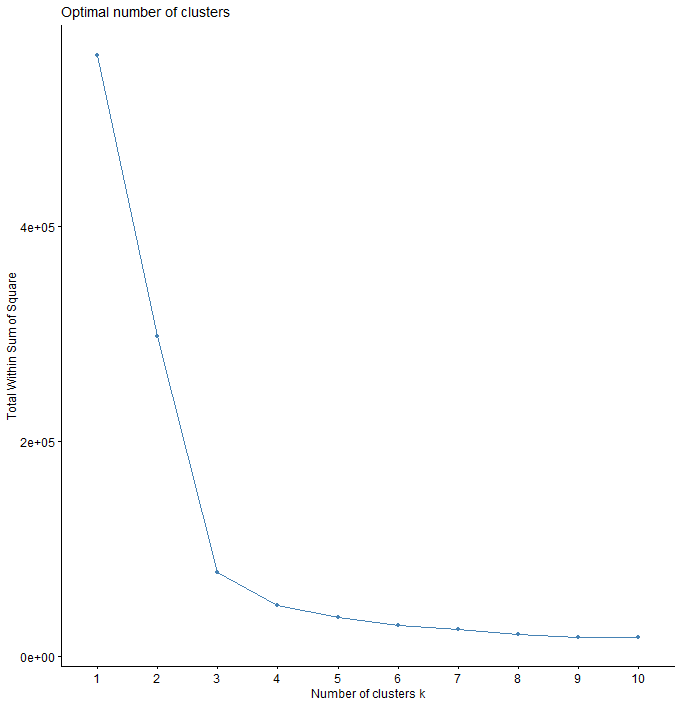 Optimal number of clusters
Total Within Sum of Square
4e+05
2e+05
0e+00
1 2 3 4 5 6 7 8 9 10
Number of clusters k